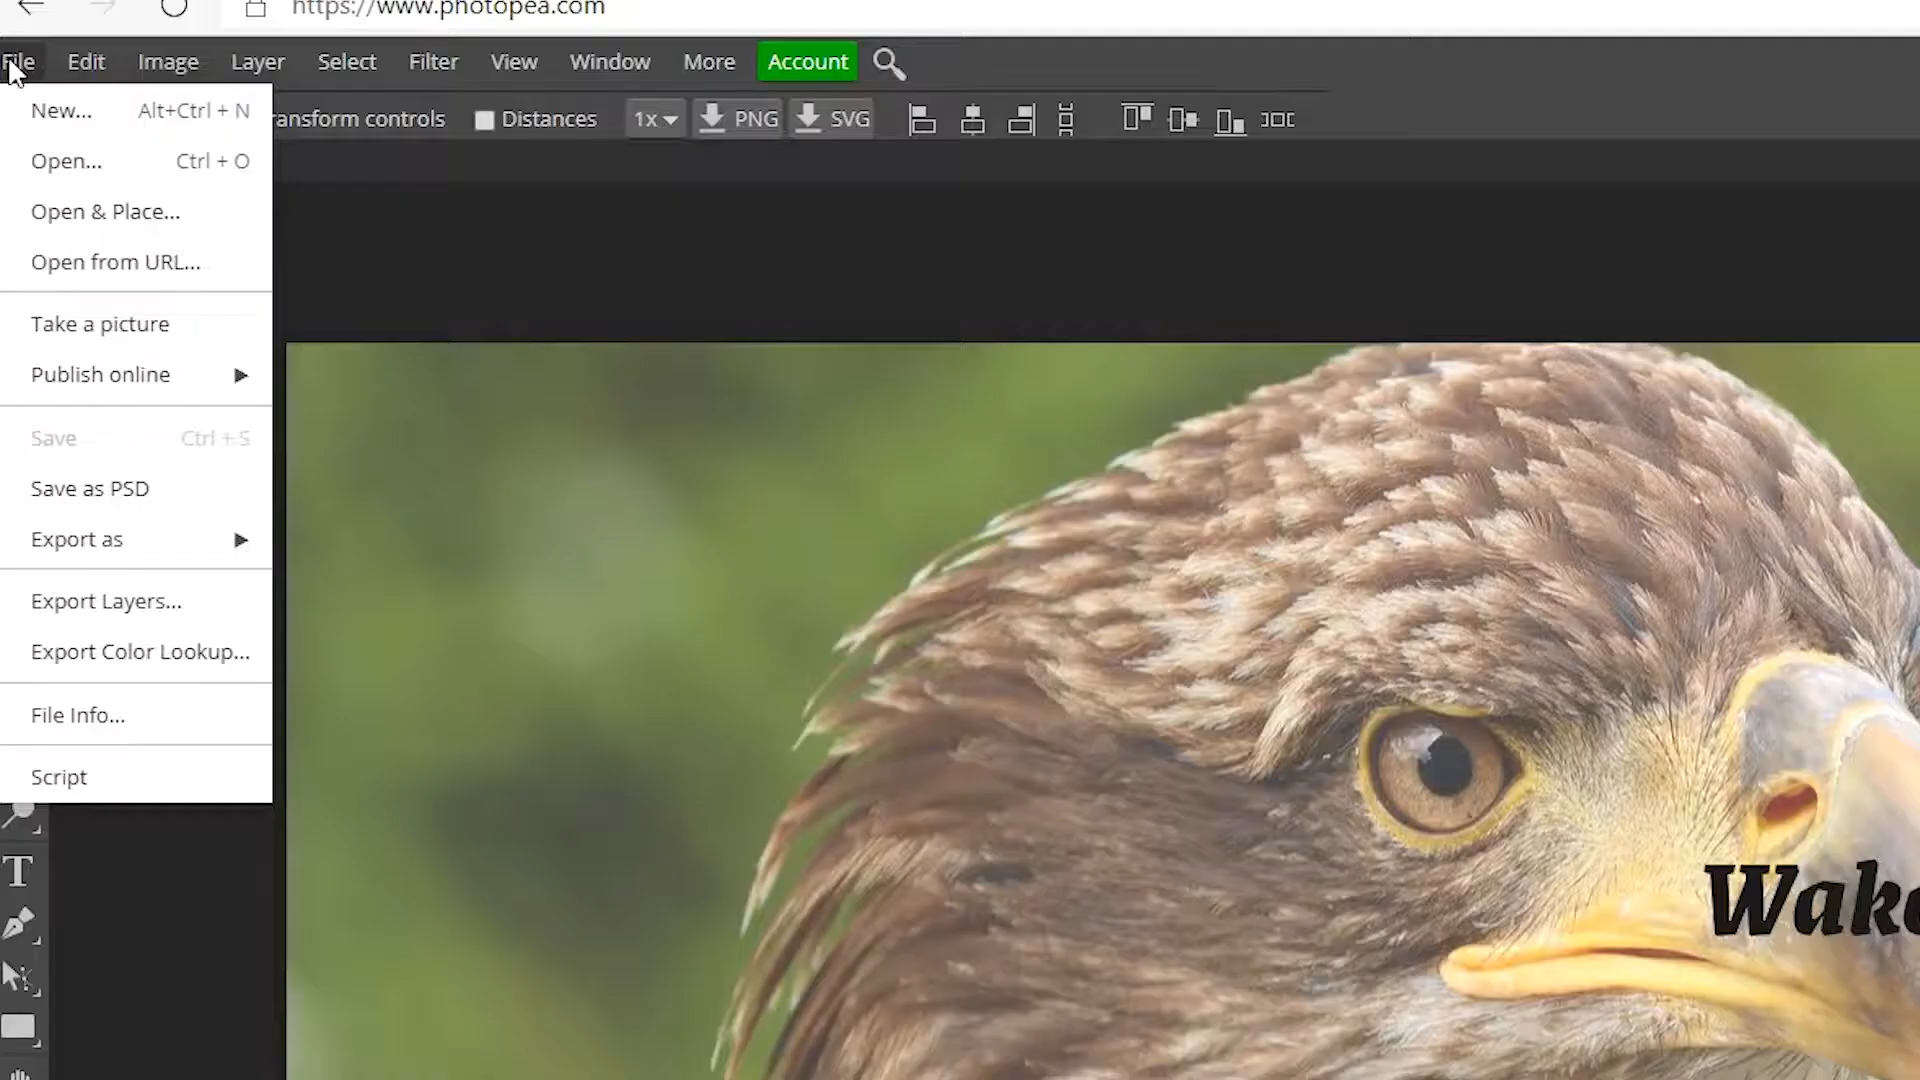 https://www.photopea.com
File Edit Image Layer Select Filter View Window More Account
New... Alt+Ctrl + N
ransform controls Distances 1x PNG SVG
Open... Ctrl + O
Open & Place...
Open from URL...
Take a picture
Publish online
Save Ctrl + S
Save as PSD
Export as
Export Layers...
Export Color Lookup...
File Info...
Script
T
Wake